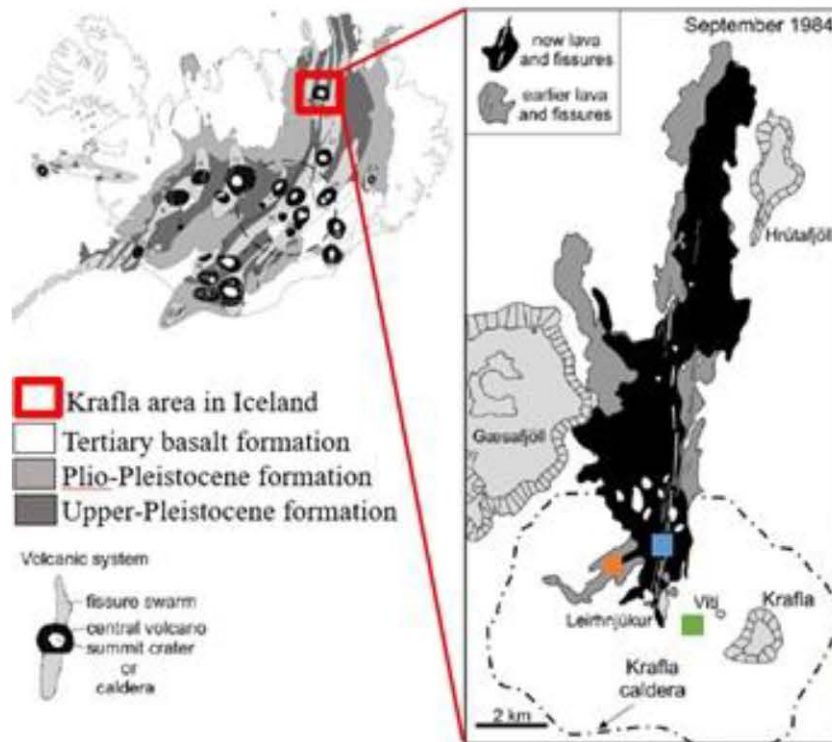 September 1984
new lava
and fissures
earlier lava
and fissures
Hrútafjöll
Gæsafjöll
Leirhnjúkur
Víti
Krafla
Krafla
caldera
2 km
Krafla area in Iceland
Tertiary basalt formation
Plio-Pleistocene formation
Upper-Pleistocene formation
Volcanic system
fissure swarm
central volcano
summit crater
or
caldera